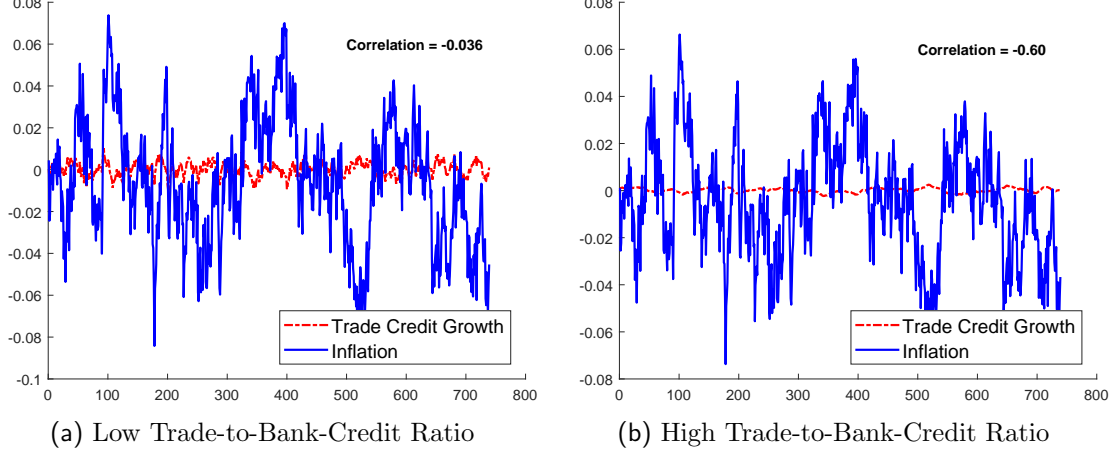 0.08
0.06
0.04
0.02
0
-0.02
-0.04
-0.06
-0.08
-0.1
0 100 200 300 400 500 600 700 800
Correlation = -0.036
Trade Credit Growth
Inflation
(a) Low Trade-to-Bank-Credit Ratio
0.08
0.06
0.04
0.02
0
-0.02
-0.04
-0.06
-0.08
0 100 200 300 400 500 600 700 800
Correlation = -0.60
Trade Credit Growth
Inflation
(b) High Trade-to-Bank-Credit Ratio